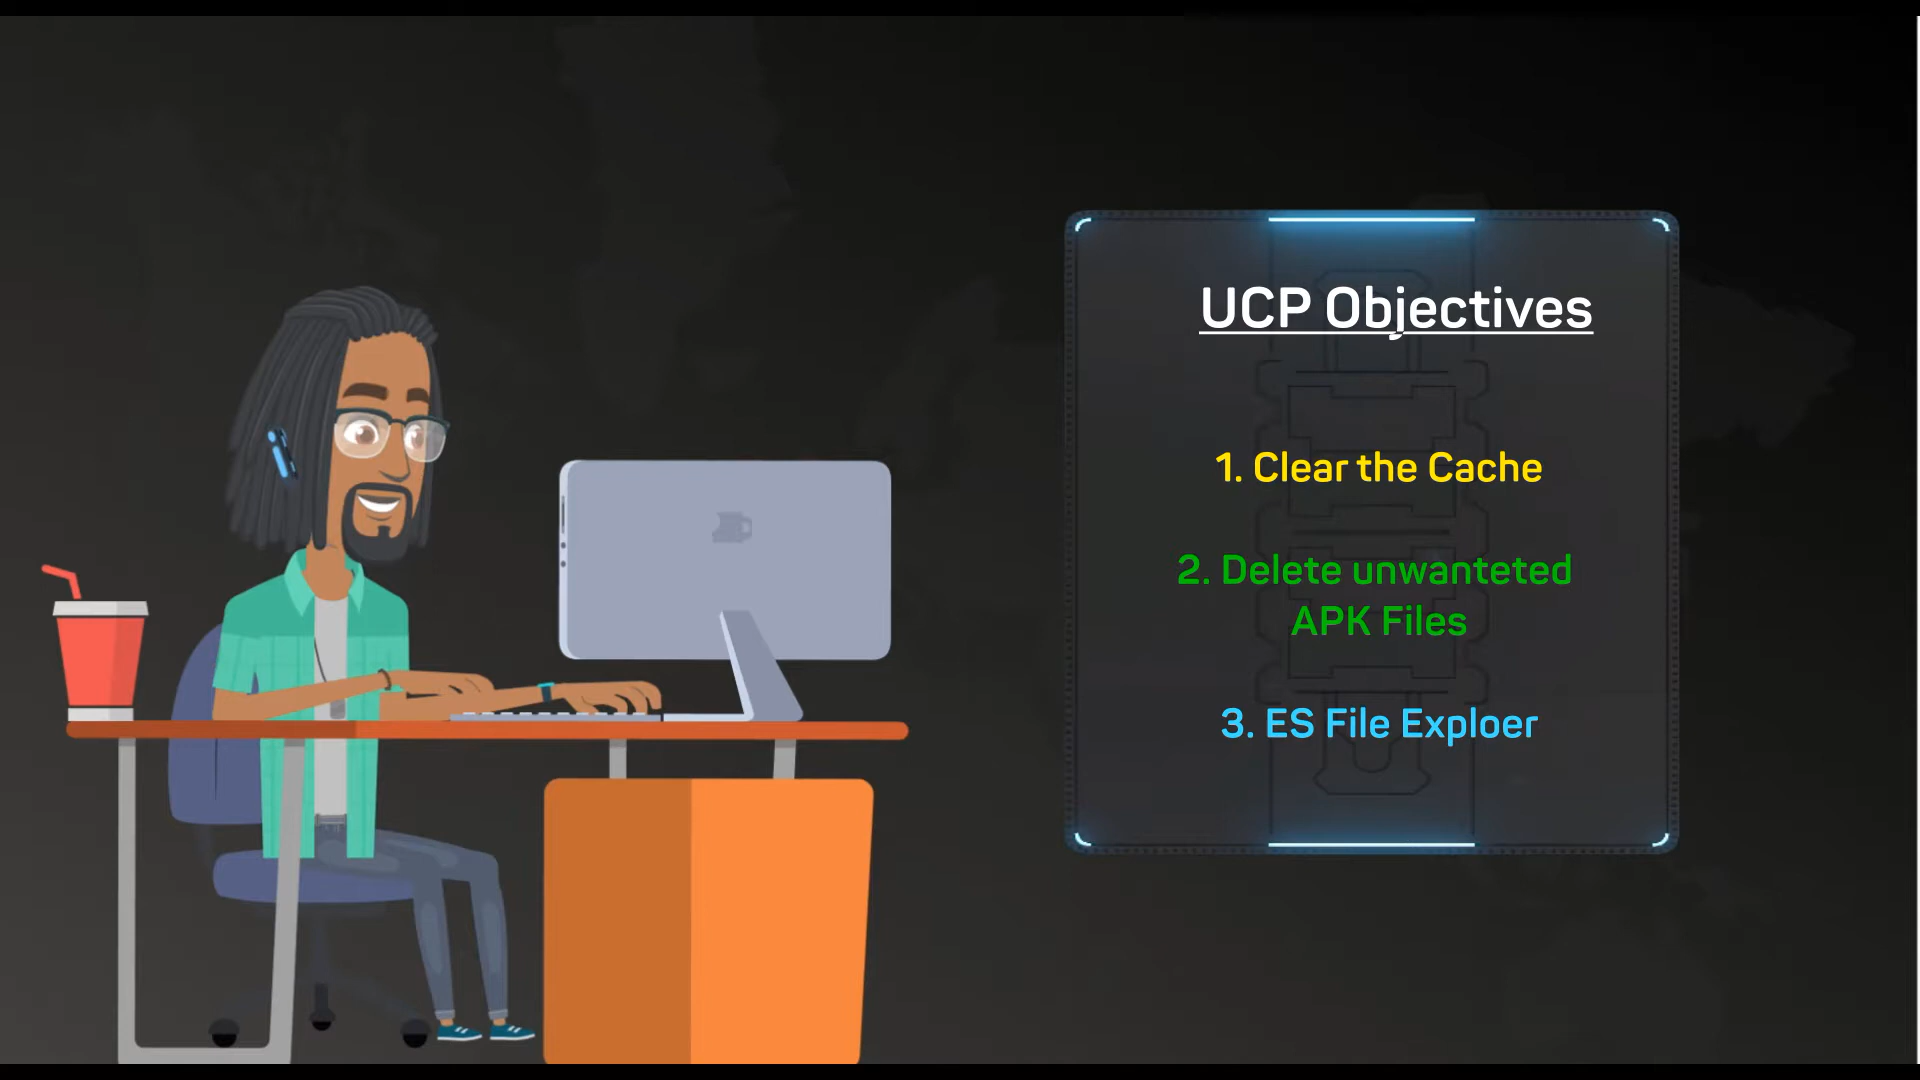 UCP Objectives
1. Clear the Cache
2. Delete unwanteted
APK Files
3. ES File Exploer